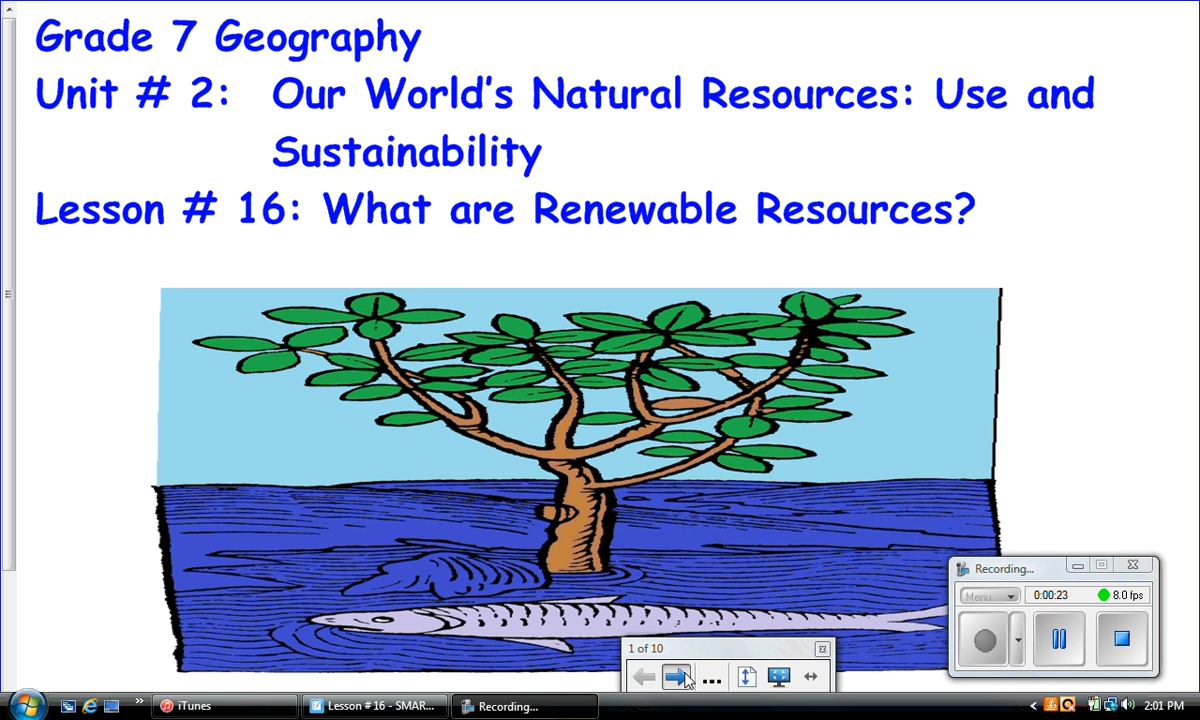 Grade 7 Geography
Unit # 2: Our World's Natural Resources: Use and
Sustainability
Lesson # 16: What are Renewable Resources?
Recording...
Menu
0:00:23
8.0 fps
1 of 10
...
»
iTunes
Lesson # 16 - SMAR...
Recording...
2:01 PM